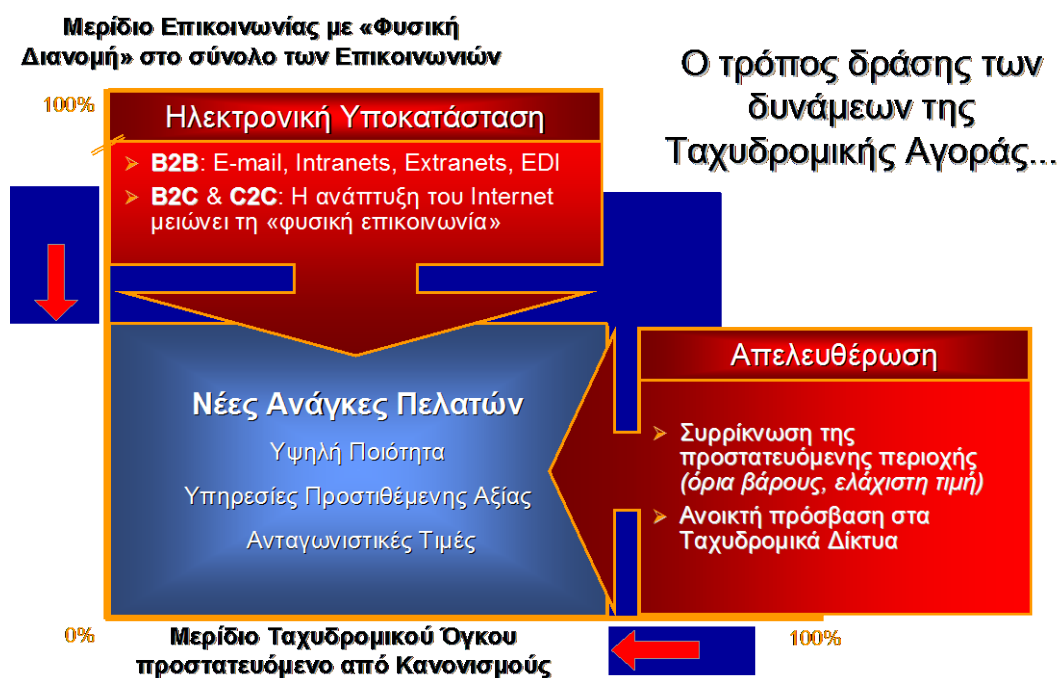 Μερίδιο Επικοινωνίας με «Φυσική
Διανομή» στο σύνολο των Επικοινωνιών
Ο τρόπος δράσης των
δυνάμεων της
Ταχυδρομικής Αγοράς...
100%
Ηλεκτρονική Υποκατάσταση
B2B: E-mail, Intranets, Extranets, EDI
B2C & C2C: Η ανάπτυξη του Internet
μειώνει τη «φυσική επικοινωνία»
Νέες Ανάγκες Πελατών
Υψηλή Ποιότητα
Υπηρεσίες Προστιθέμενης Αξίας
Ανταγωνιστικές Τιμές
Απελευθέρωση
Συρρίκνωση της
προστατευόμενης περιοχής
(όρια βάρους, ελάχιστη τιμή)
Ανοικτή πρόσβαση στα
Ταχυδρομικά Δίκτυα
0%
Μερίδιο Ταχυδρομικού Όγκου
προστατευόμενο από Κανονισμούς
100%